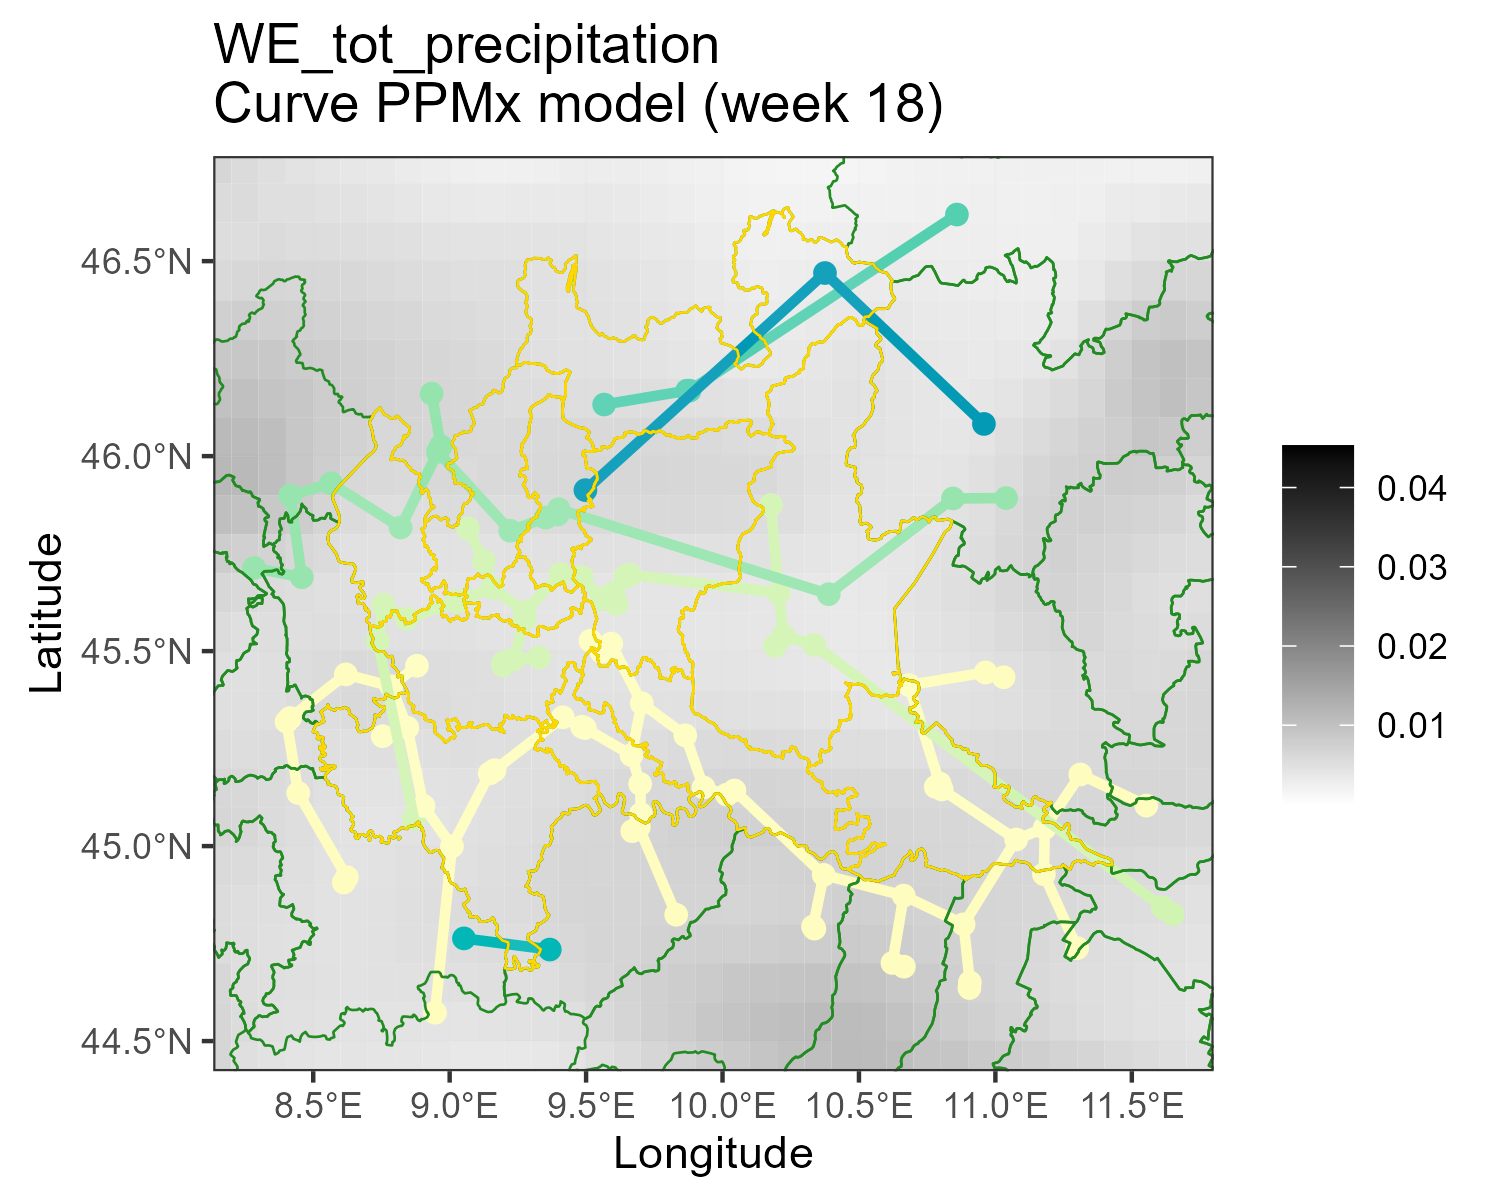 WE_tot_precipitation
Curve PPMx model (week 18)
46.5°N
46.0°N
45.5°N
45.0°N
44.5°N
Latitude
8.5°E 9.0°E 9.5°E 10.0°E 10.5°E 11.0°E 11.5°E
Longitude
0.04
0.03
0.02
0.01